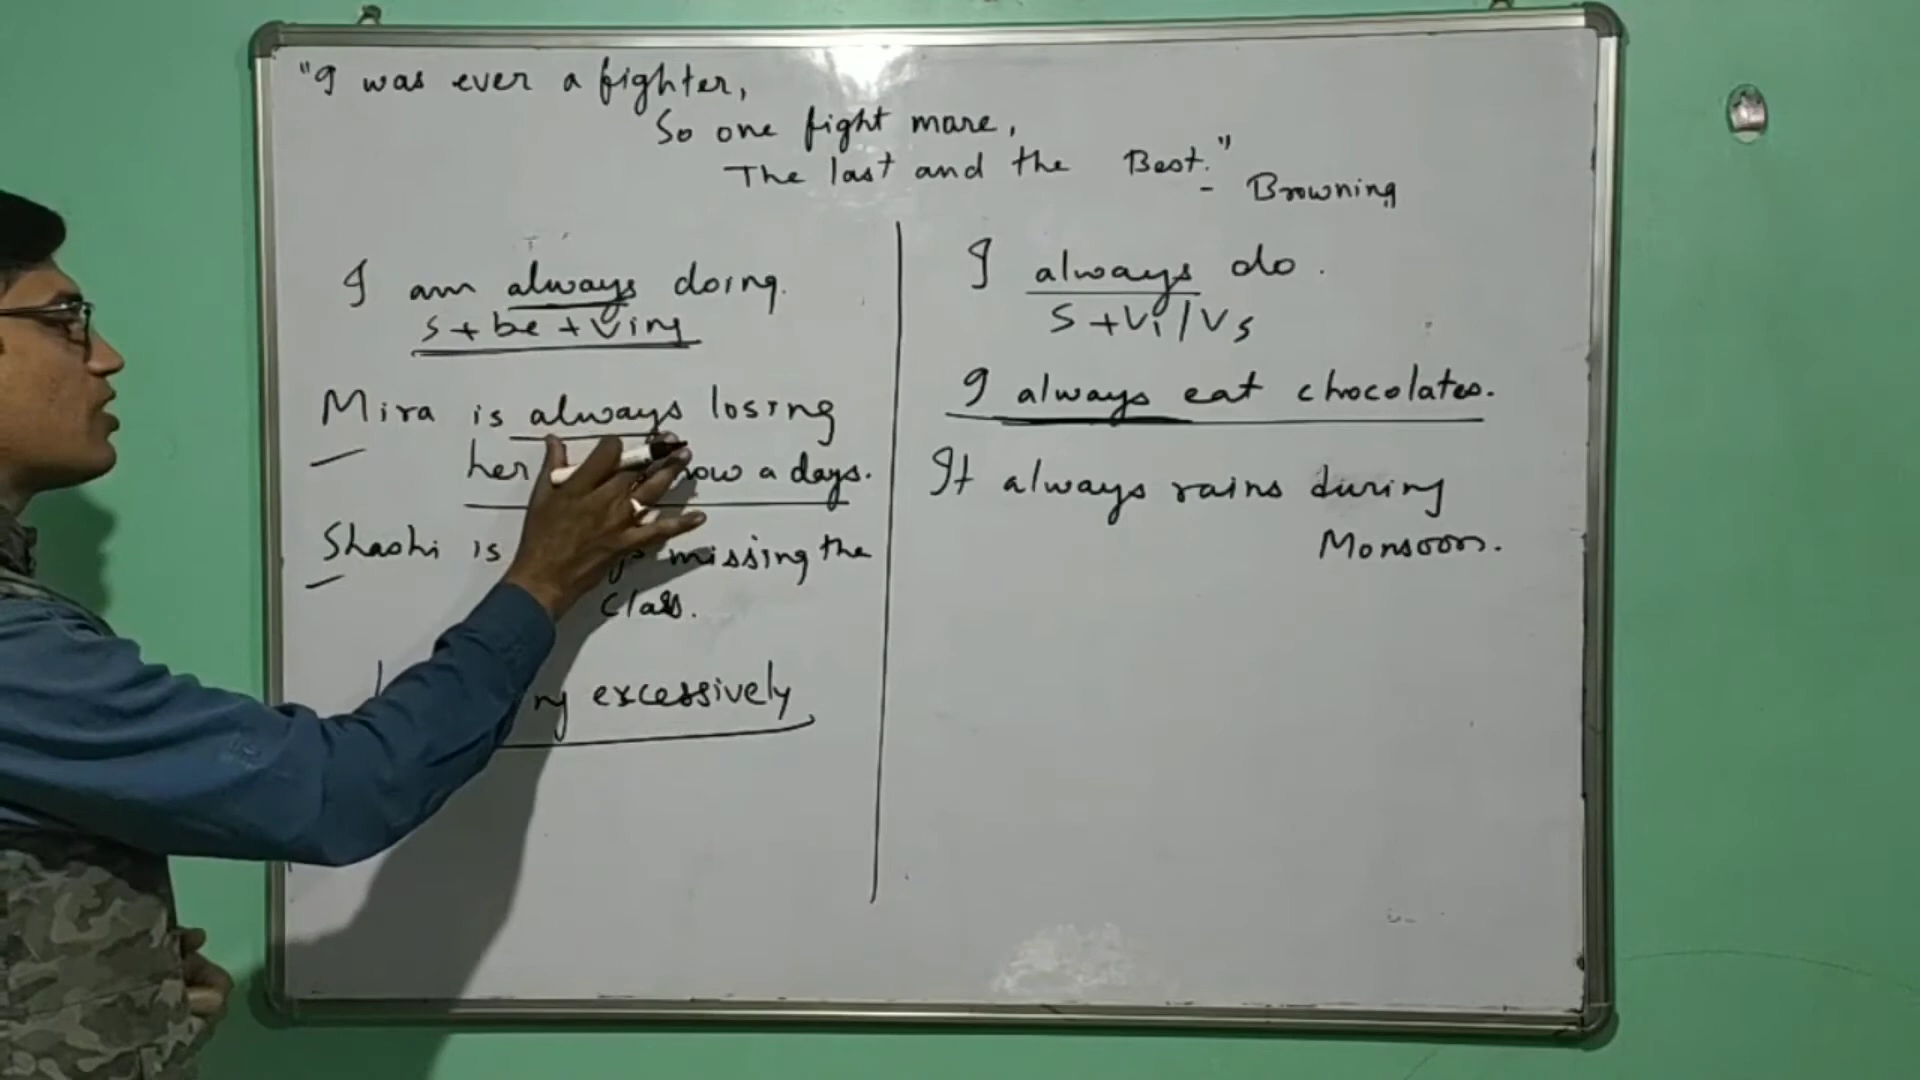 "I was ever a fighter,
So one fight more,
The last and the Best."
- Browning
I am always doing.
S + be + Ving
Mira is always losing
her now a days.
Shashi is missing the
class.
excessively
I always do.
S + V1 / Vs
I always eat chocolates.
It always rains during
Monsoon.